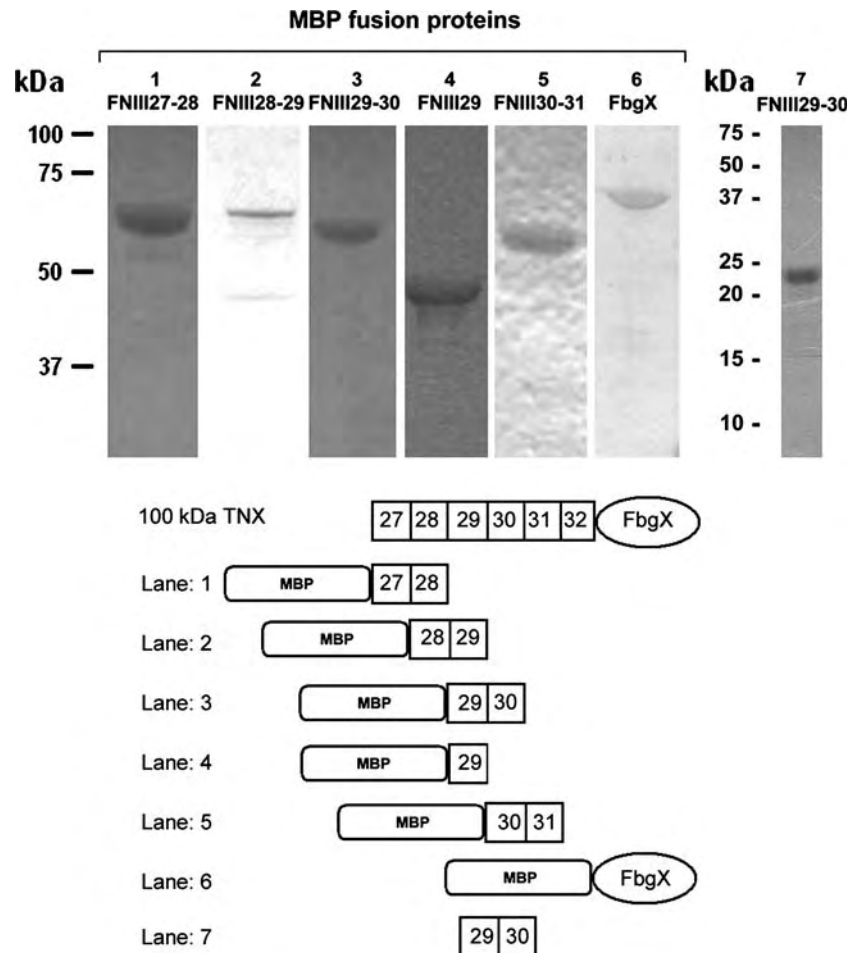 MBP fusion proteins
kDa 1 2 3 4 5 6 kDa 7
FNIII27-28 FNIII28-29 FNIII29-30 FNIII29 FNIII30-31 FbgX FNIII29-30
100
75
50
37
75 -
50 -
37 -
25 -
20 -
15 -
10 -
100 kDa TNX 27 28 29 30 31 32 FbgX
Lane: 1 MBP 27 28
Lane: 2 MBP 28 29
Lane: 3 MBP 29 30
Lane: 4 MBP 29
Lane: 5 MBP 30 31
Lane: 6 MBP FbgX
Lane: 7 29 30